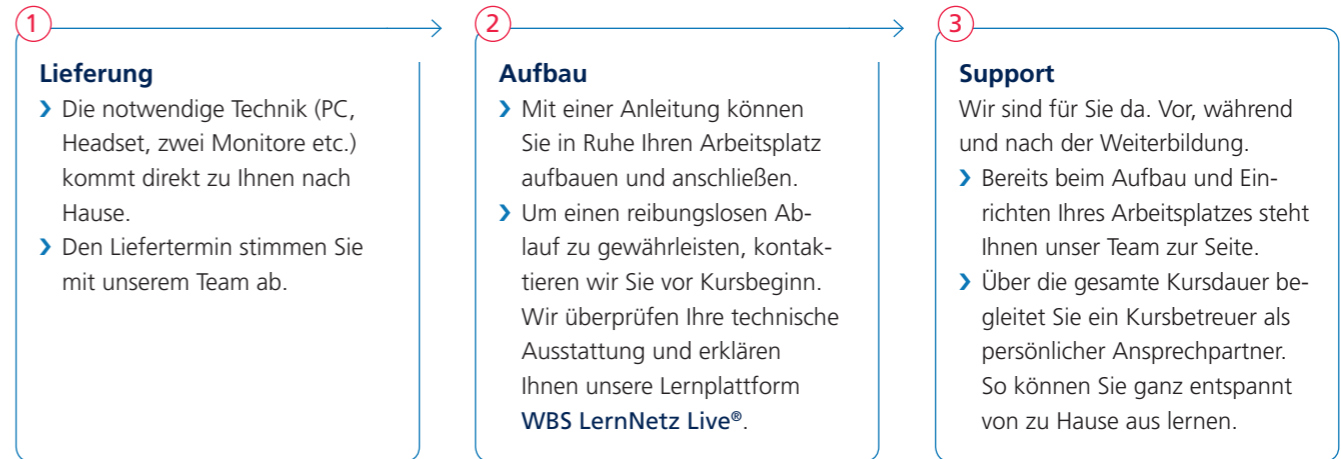 1
Lieferung
› Die notwendige Technik (PC,
Headset, zwei Monitore etc.)
kommt direkt zu Ihnen nach
Hause.
› Den Liefertermin stimmen Sie
mit unserem Team ab.
2
Aufbau
› Mit einer Anleitung können
Sie in Ruhe Ihren Arbeitsplatz
aufbauen und anschließen.
› Um einen reibungslosen Ab-
lauf zu gewährleisten, kontak-
tieren wir Sie vor Kursbeginn.
Wir überprüfen Ihre technische
Ausstattung und erklären
Ihnen unsere Lernplattform
WBS LernNetz Live®.
3
Support
Wir sind für Sie da. Vor, während
und nach der Weiterbildung.
› Bereits beim Aufbau und Ein-
richten Ihres Arbeitsplatzes steht
Ihnen unser Team zur Seite.
› Über die gesamte Kursdauer be-
gleitet Sie ein Kursbetreuer als
persönlicher Ansprechpartner.
So können Sie ganz entspannt
von zu Hause aus lernen.